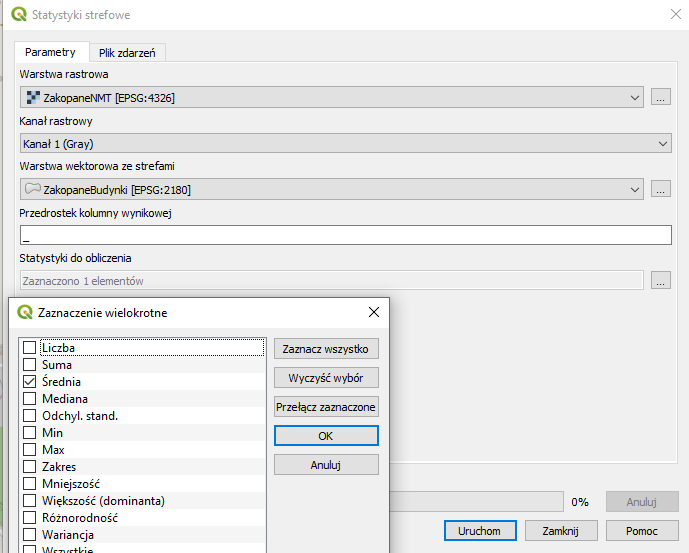 Statystyki strefowe
Parametry
Plik zdarzeń
Warstwa rastrowa
ZakopaneNMT [EPSG:4326]
...
Kanał rastrowy
Kanał 1 (Gray)
Warstwa wektorowa ze strefami
ZakopaneBudynki [EPSG:2180]
...
Przedrostek kolumny wynikowej
_
Statystyki do obliczenia
Zaznaczono 1 elementów
...
Zaznaczenie wielokrotne
Liczba
Suma
Średnia
Mediana
Odchyl. stand.
Min
Max
Zakres
Mniejszość
Większość (dominanta)
Różnorodność
Wariancja
Wszystkie
Zaznacz wszystko
Wyczyść wybór
Przełącz zaznaczone
OK
Anuluj
0%
Anuluj
Uruchom
Zamknij
Pomoc